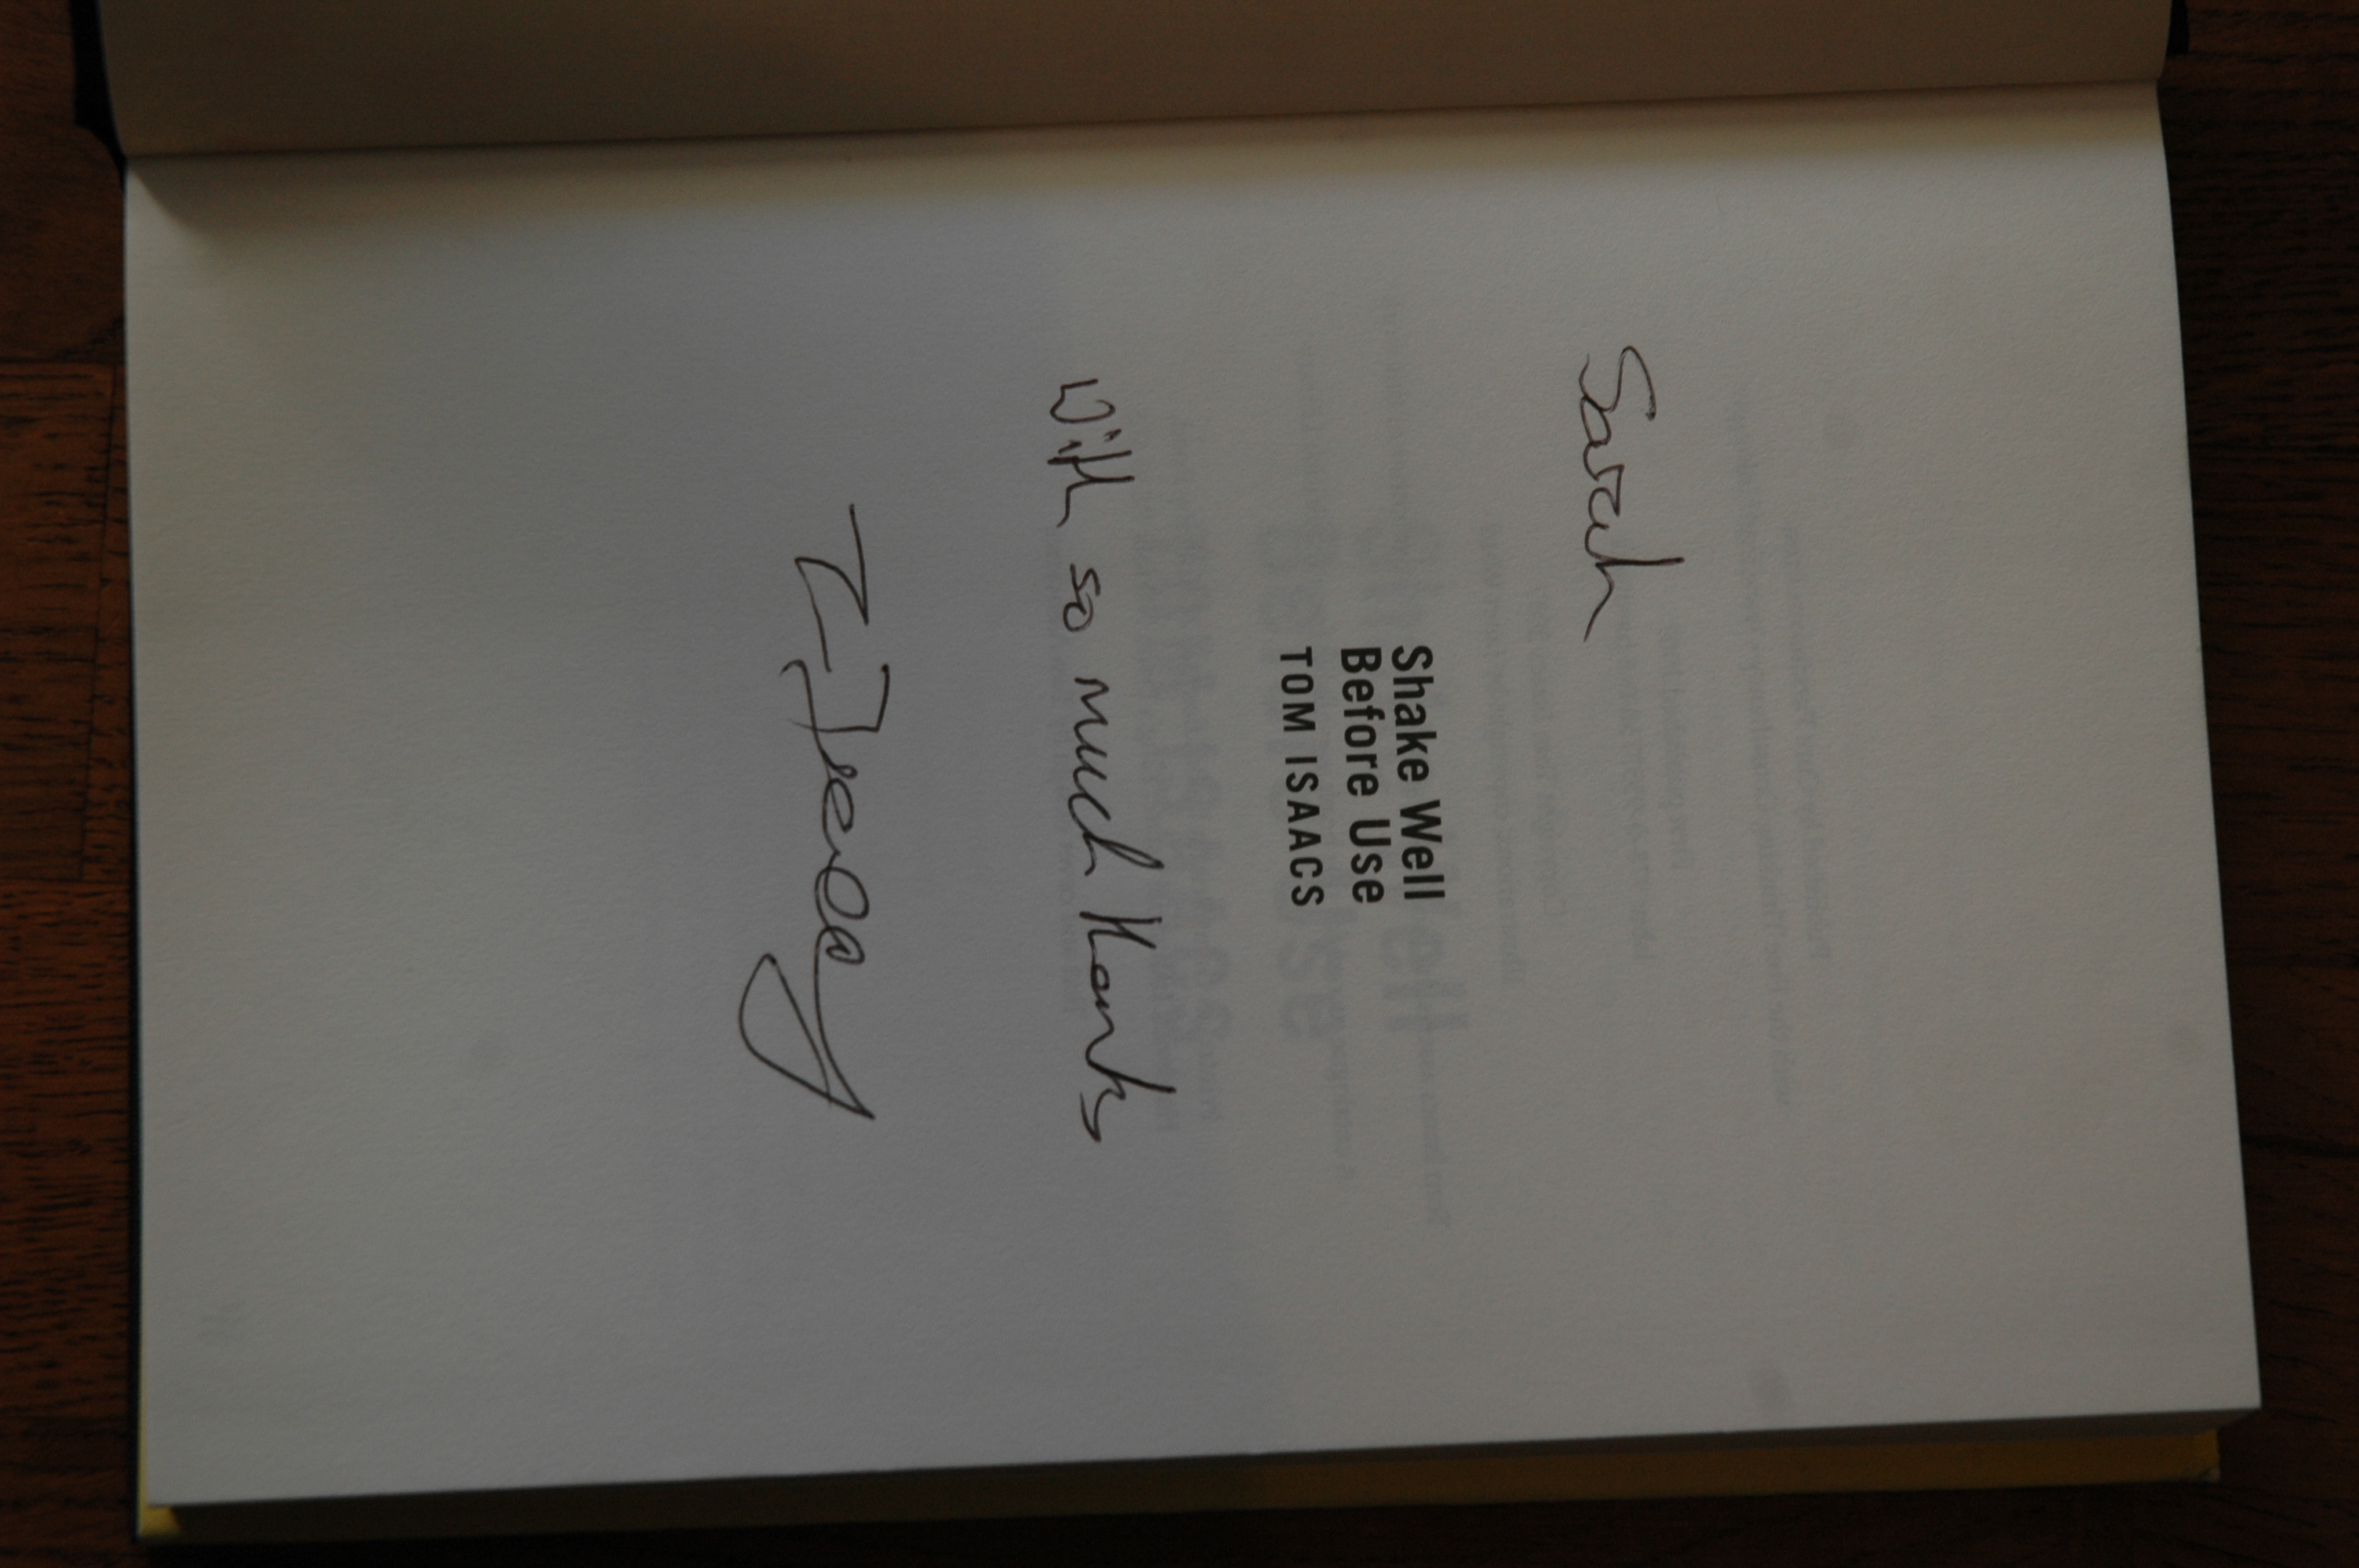 Sarah
Shake Well
Before Use
TOM ISAACS
With so much thanks